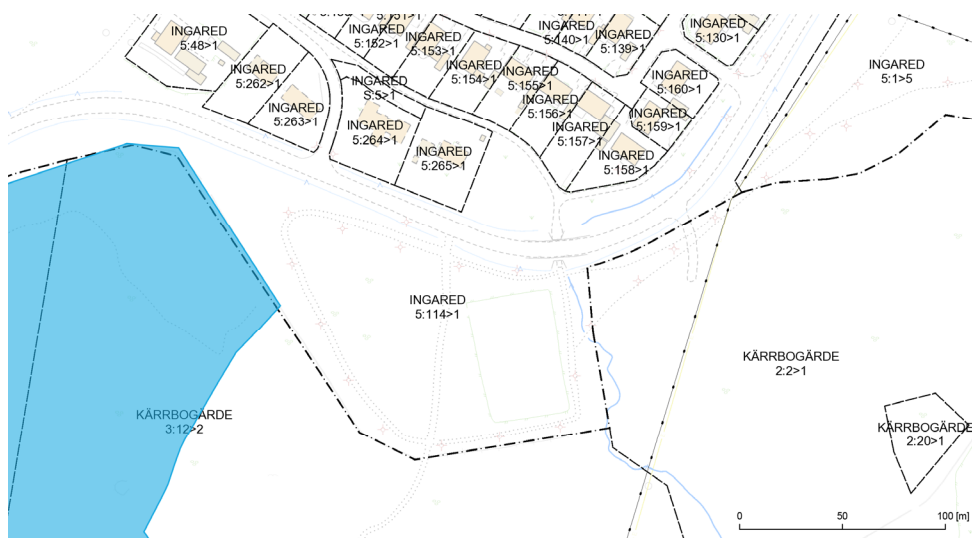 5:151>1
INGARED
5:48>1
5:152>1
INGARED
5:153>1
INGARED
5:140>1
INGARED
5:139>1
INGARED
5:130>1
INGARED
5:262>1
INGARED
S:5>1
INGARED
5:154>1
INGARED
5:155>1
INGARED
5:160>1
INGARED
5:1>5
INGARED
5:263>1
INGARED
5:264>1
INGARED
5:156>1
INGARED
5:159>1
INGARED
5:157>1
INGARED
5:265>1
INGARED
5:158>1
INGARED
5:114>1
KÄRRBOGÄRDE
2:2>1
KÄRRBOGÄRDE
3:12>2
KÄRRBOGÄRDE
2:20>1
0 50 100 [m]